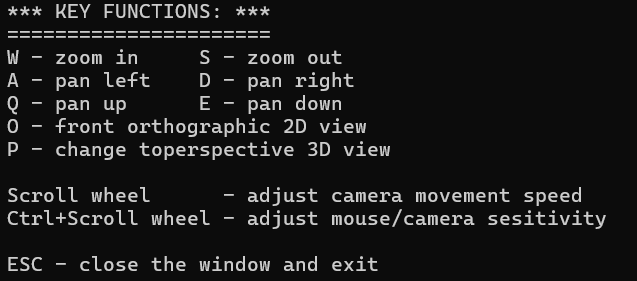 *** KEY FUNCTIONS: ***
======================
W – zoom in     S – zoom out
A – pan left    D – pan right
Q – pan up      E – pan down
O – front orthographic 2D view
P – change toperspective 3D view

Scroll wheel      – adjust camera movement speed
Ctrl+Scroll wheel – adjust mouse/camera sesitivity

ESC – close the window and exit